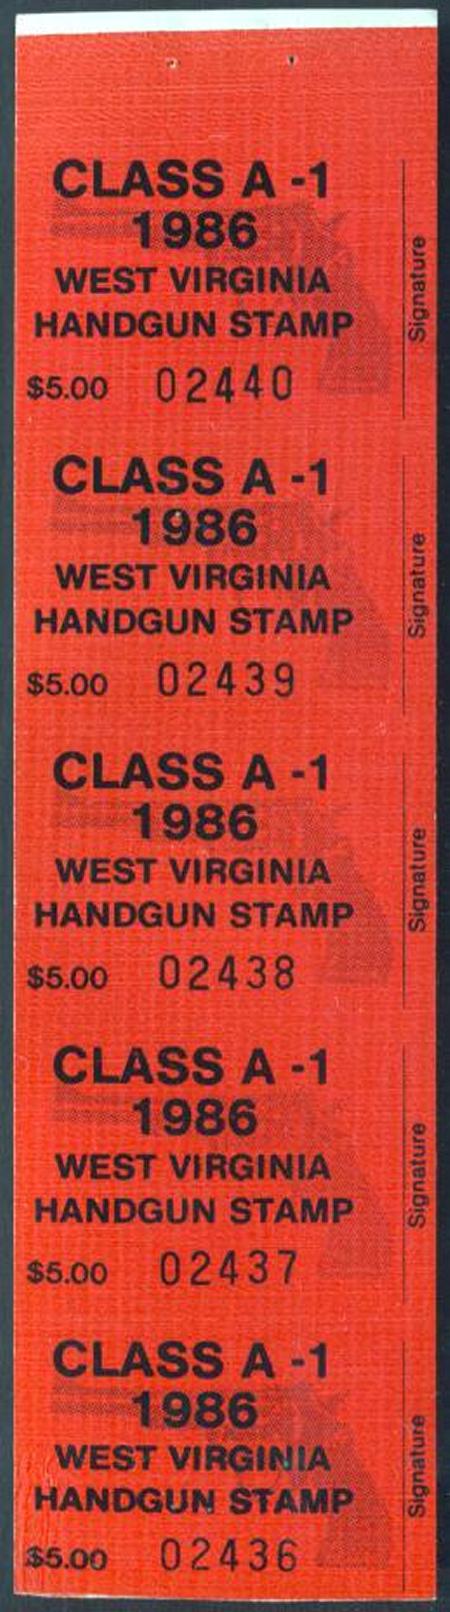 CLASS A -1
1986
WEST VIRGINIA
HANDGUN STAMP
$5.00 02440
Signature
CLASS A -1
1986
WEST VIRGINIA
HANDGUN STAMP
$5.00 02439
Signature
CLASS A -1
1986
WEST VIRGINIA
HANDGUN STAMP
$5.00 02438
Signature
CLASS A -1
1986
WEST VIRGINIA
HANDGUN STAMP
$5.00 02437
Signature
CLASS A -1
1986
WEST VIRGINIA
HANDGUN STAMP
$5.00 02436
Signature